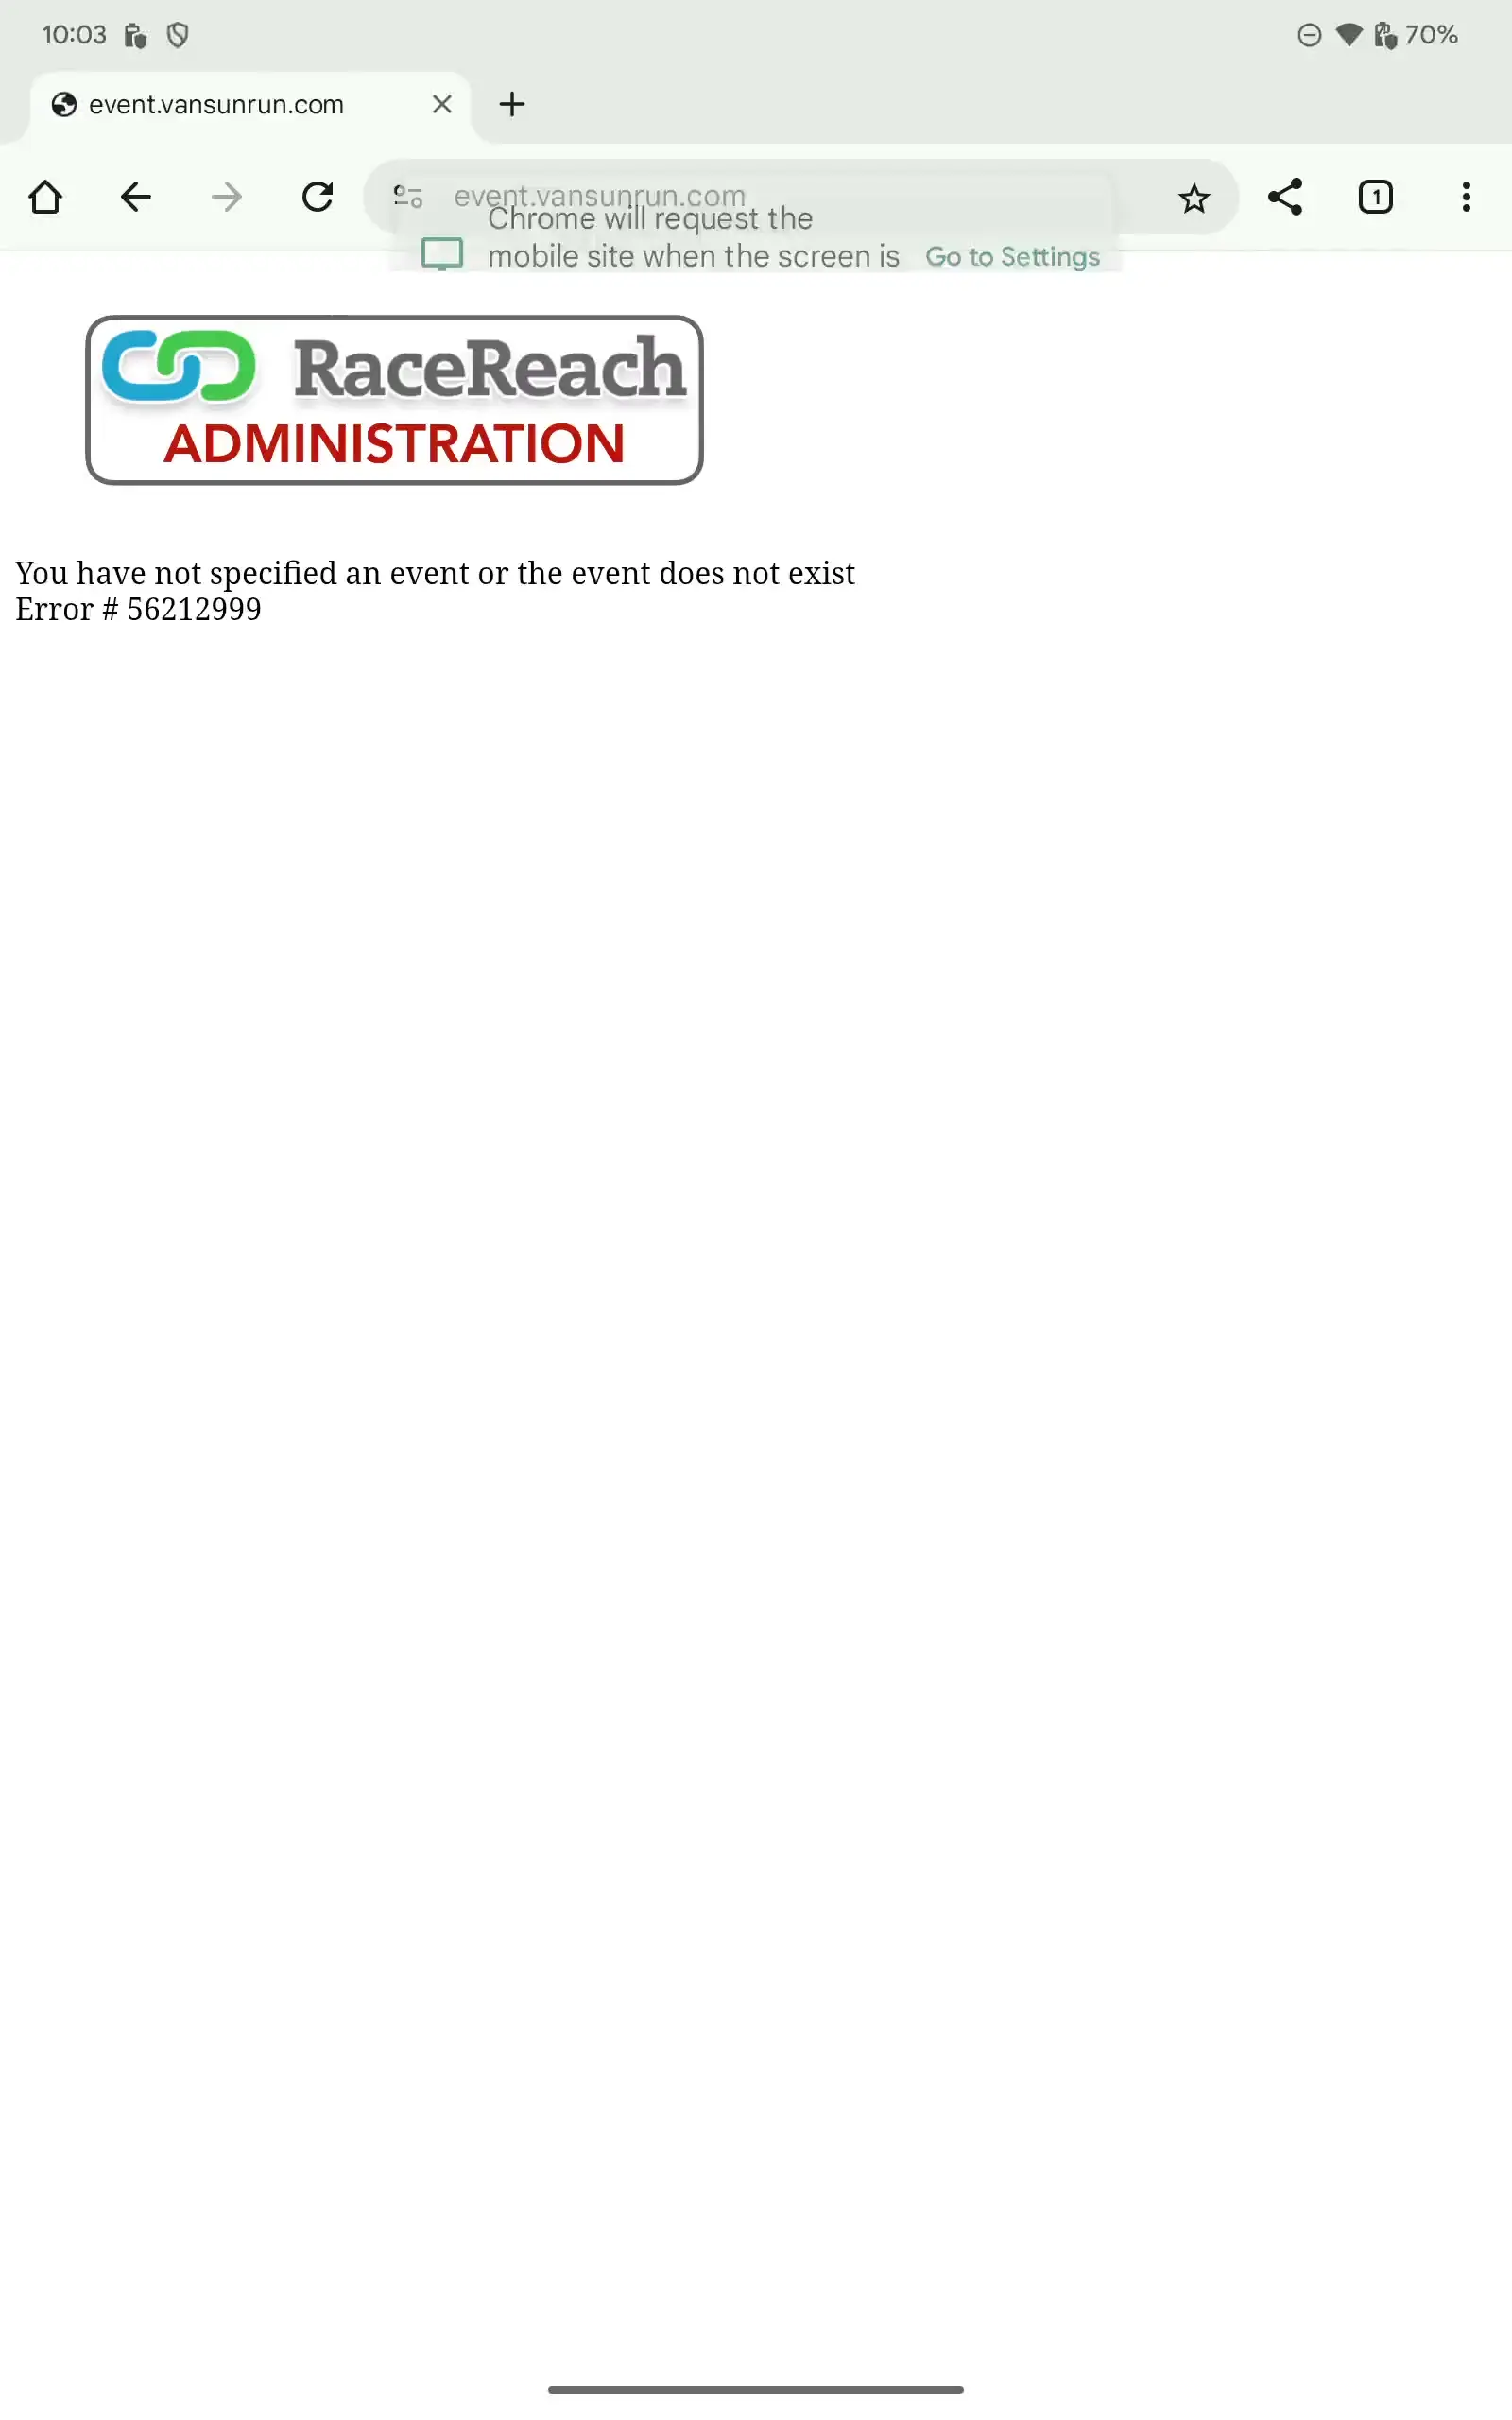 10:03
70%
event.vansunrun.com
event.vansunrun.com
1
Chrome will request the
mobile site when the screen is
Go to Settings
RaceReach
ADMINISTRATION
You have not specified an event or the event does not exist
Error # 56212999